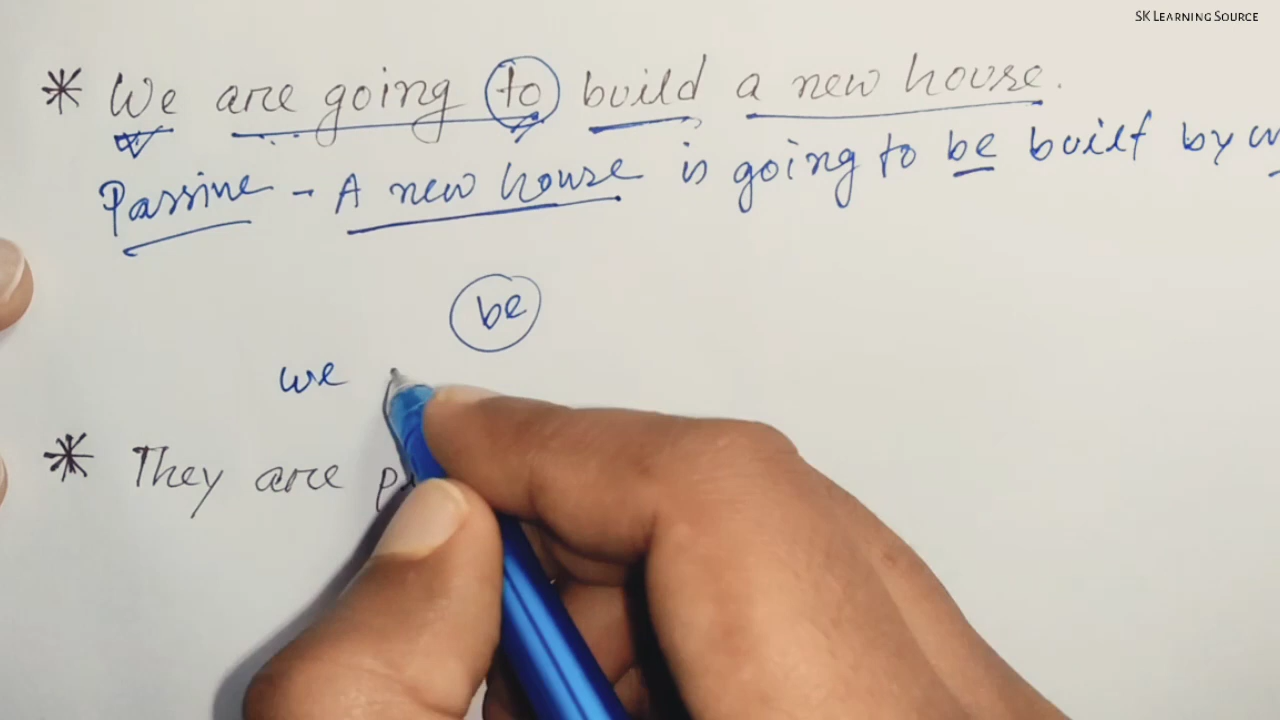 SK LEARNING SOURCE
* We are going to build a new house.
Passive - A new house is going to be built by
be
we
* They are